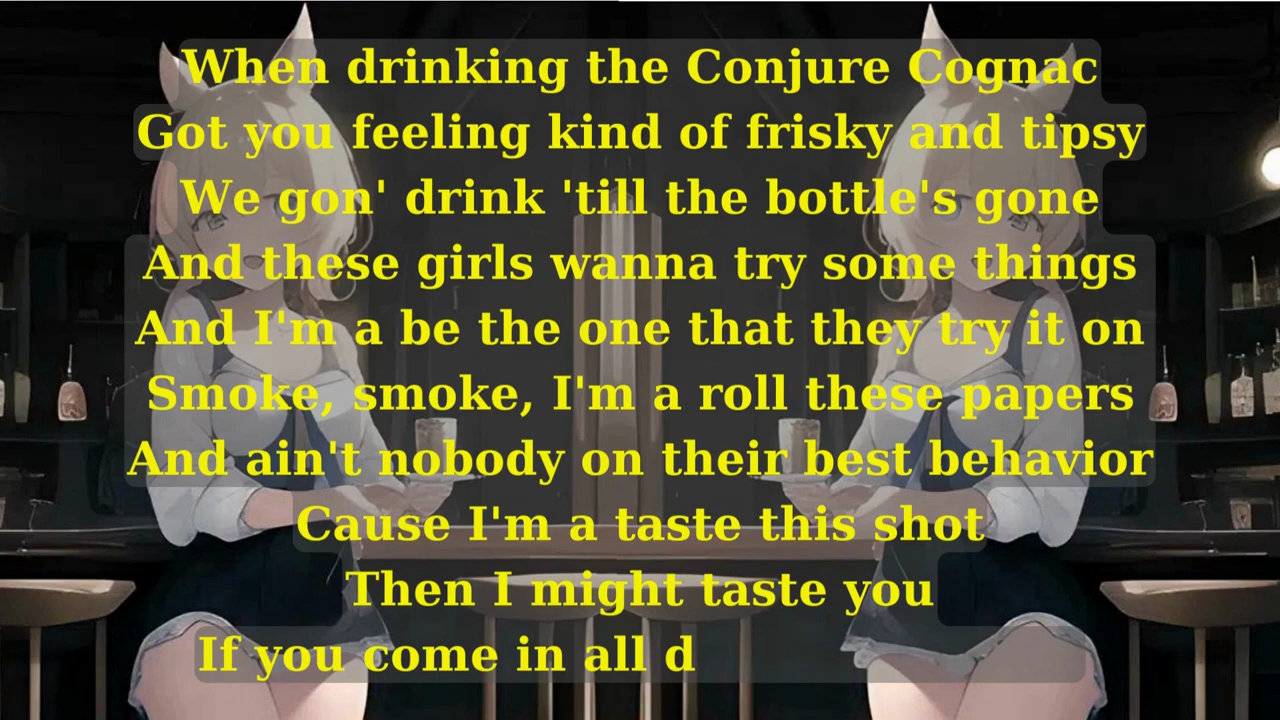 When drinking the Conjure Cognac
Got you feeling kind of frisky and tipsy
We gon' drink 'till the bottle's gone
And these girls wanna try some things
And I'm a be the one that they try it on
Smoke, smoke, I'm a roll these papers
And ain't nobody on their best behavior
Cause I'm a taste this shot
Then I might taste you
If you come in all d